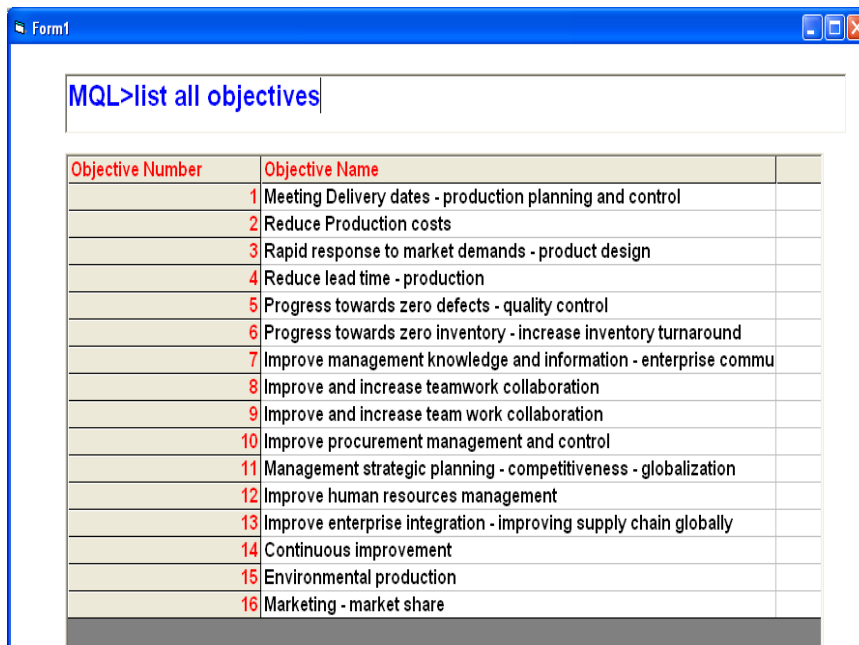 Form1
MQL>list all objectives
Objective Number Objective Name
1 Meeting Delivery dates - production planning and control
2 Reduce Production costs
3 Rapid response to market demands - product design
4 Reduce lead time - production
5 Progress towards zero defects - quality control
6 Progress towards zero inventory - increase inventory turnaround
7 Improve management knowledge and information - enterprise commu
8 Improve and increase teamwork collaboration
9 Improve and increase team work collaboration
10 Improve procurement management and control
11 Management strategic planning - competitiveness - globalization
12 Improve human resources management
13 Improve enterprise integration - improving supply chain globally
14 Continuous improvement
15 Environmental production
16 Marketing - market share